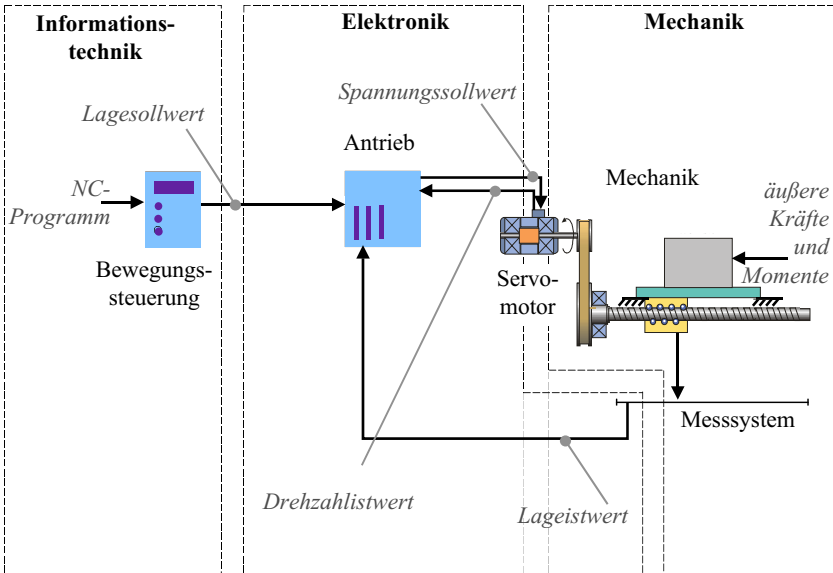 Informations-
technik
Elektronik
Mechanik
Lagesollwert
Spannungssollwert
Antrieb
NC-
Programm
Bewegungs-
steuerung
Mechanik
äußere
Kräfte
und
Momente
Servo-
motor
Messsystem
Drehzahlistwert
Lageistwert